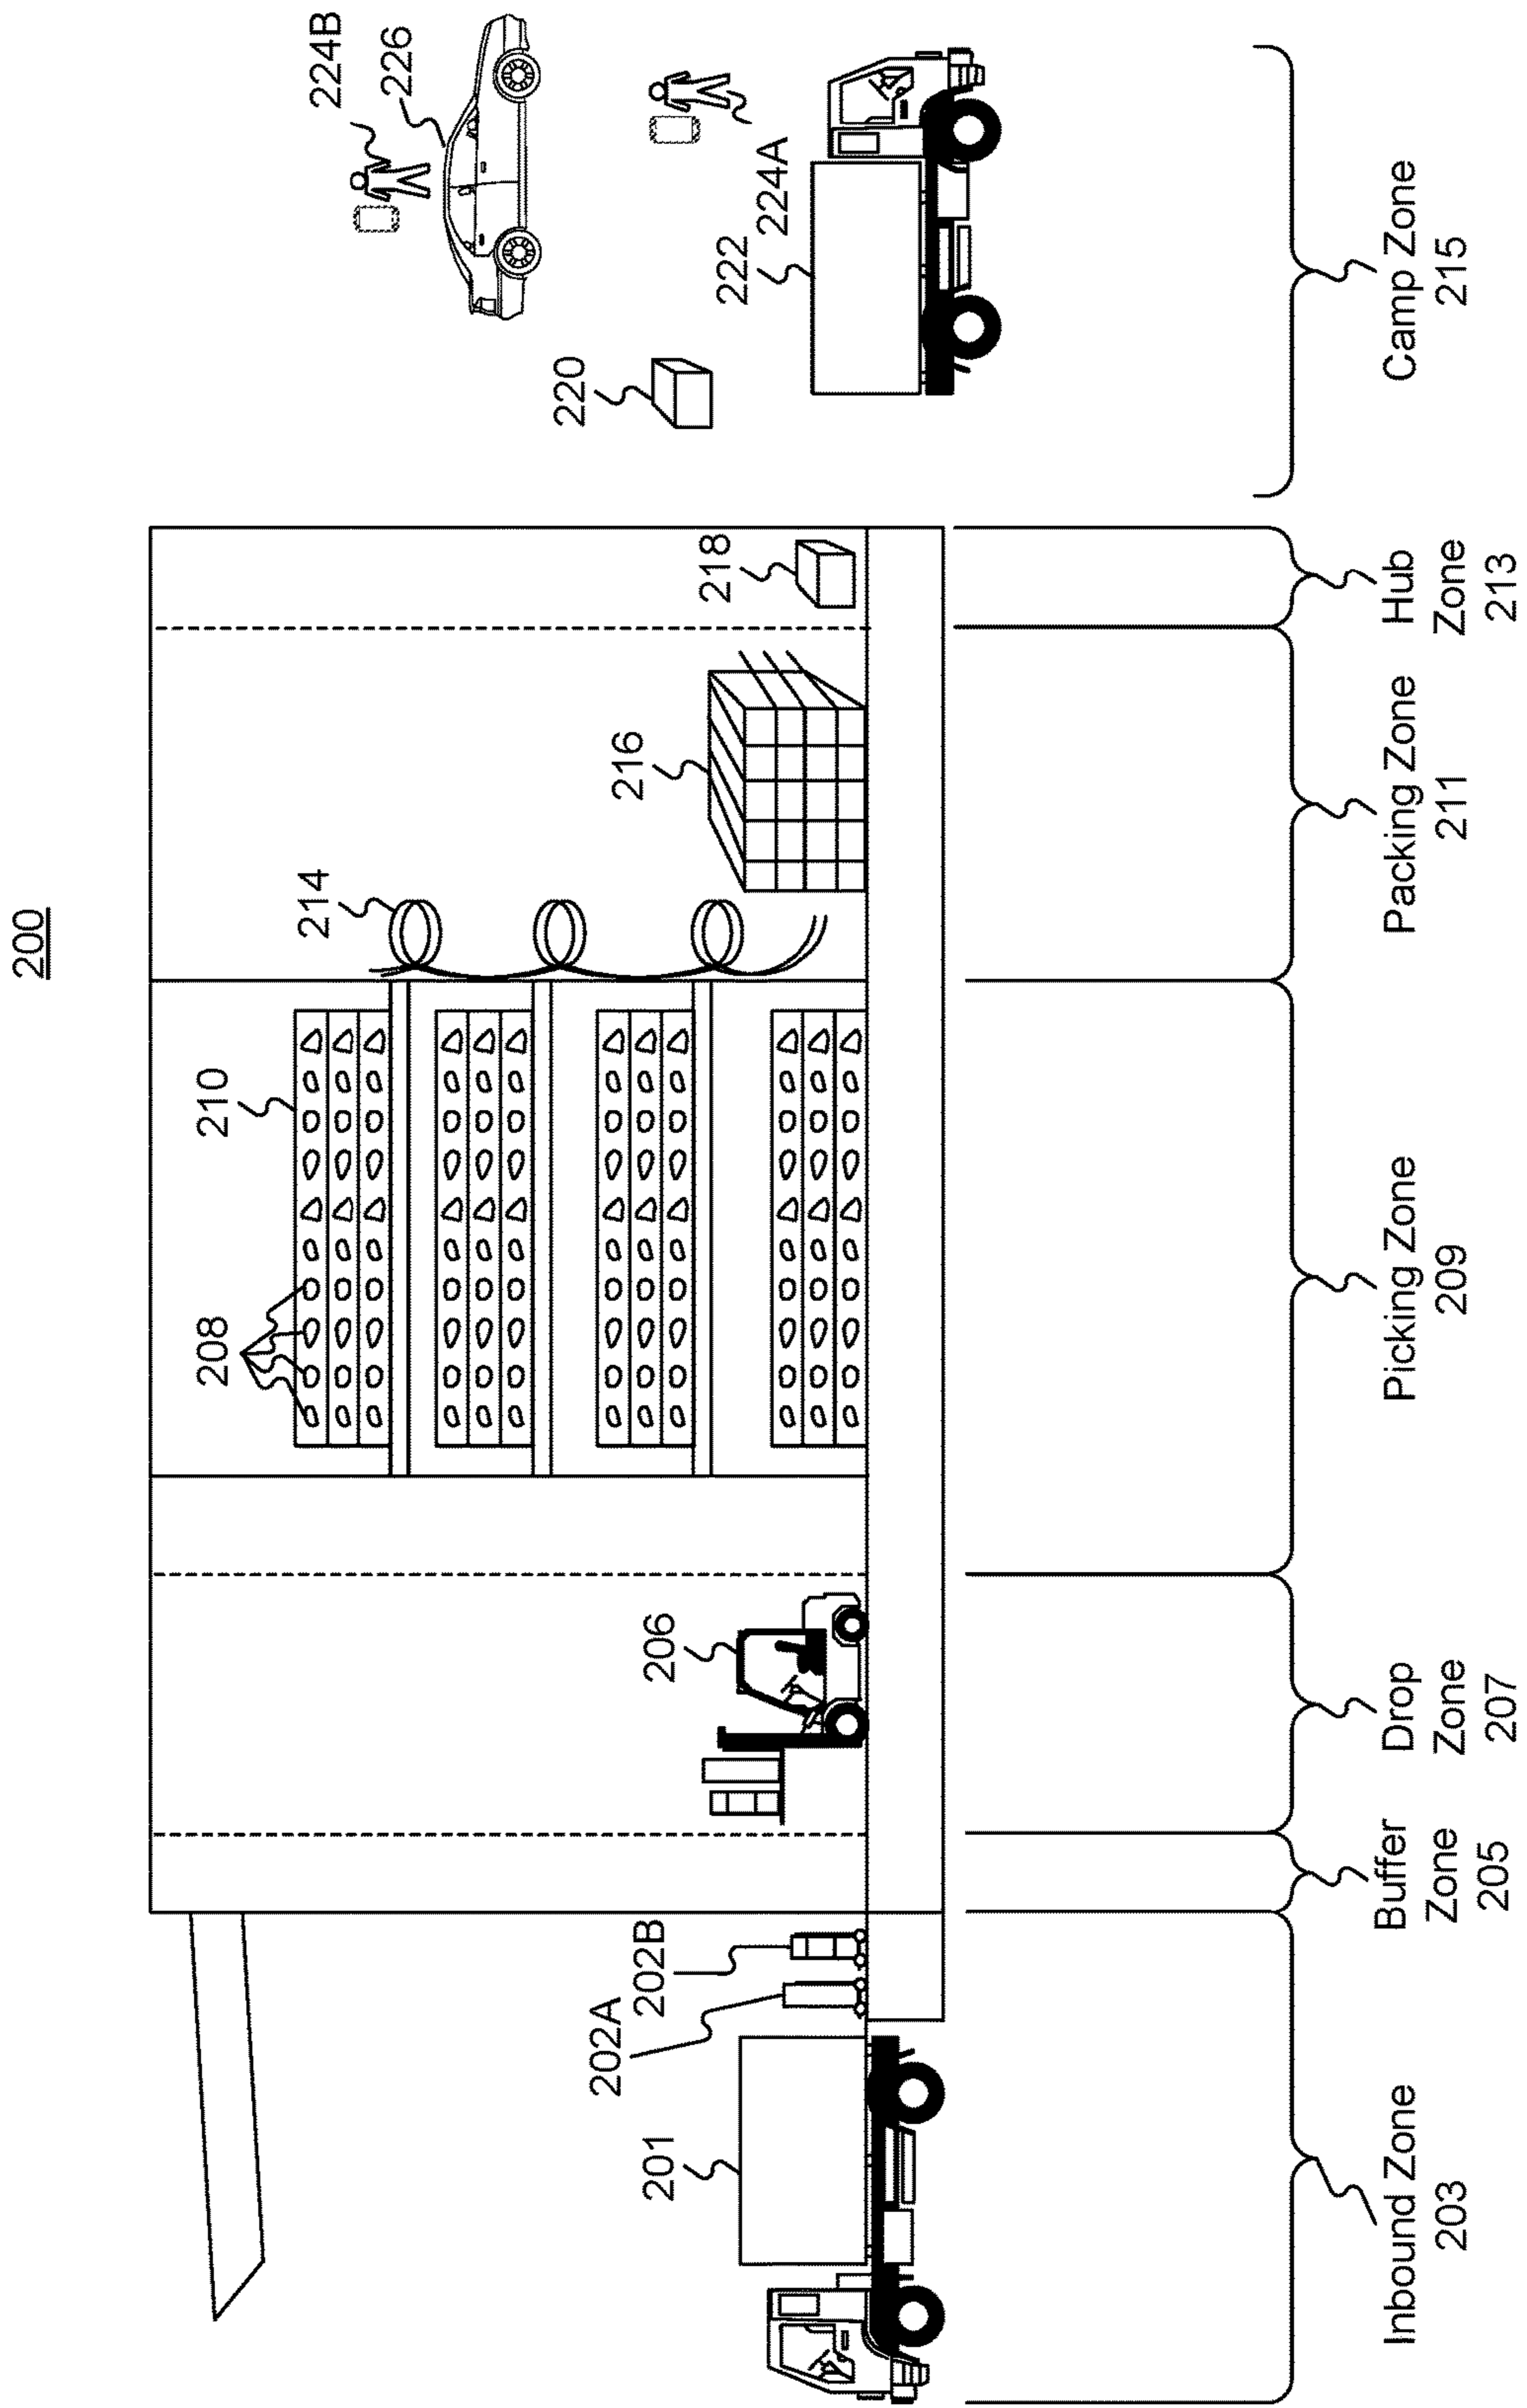 200
201
202A
202B
206
208
210
214
216
218
220
222
224A
224B
226
Inbound Zone
203
Buffer
Zone
205
Drop
Zone
207
Picking Zone
209
Packing Zone
211
Hub
Zone
213
Camp Zone
215